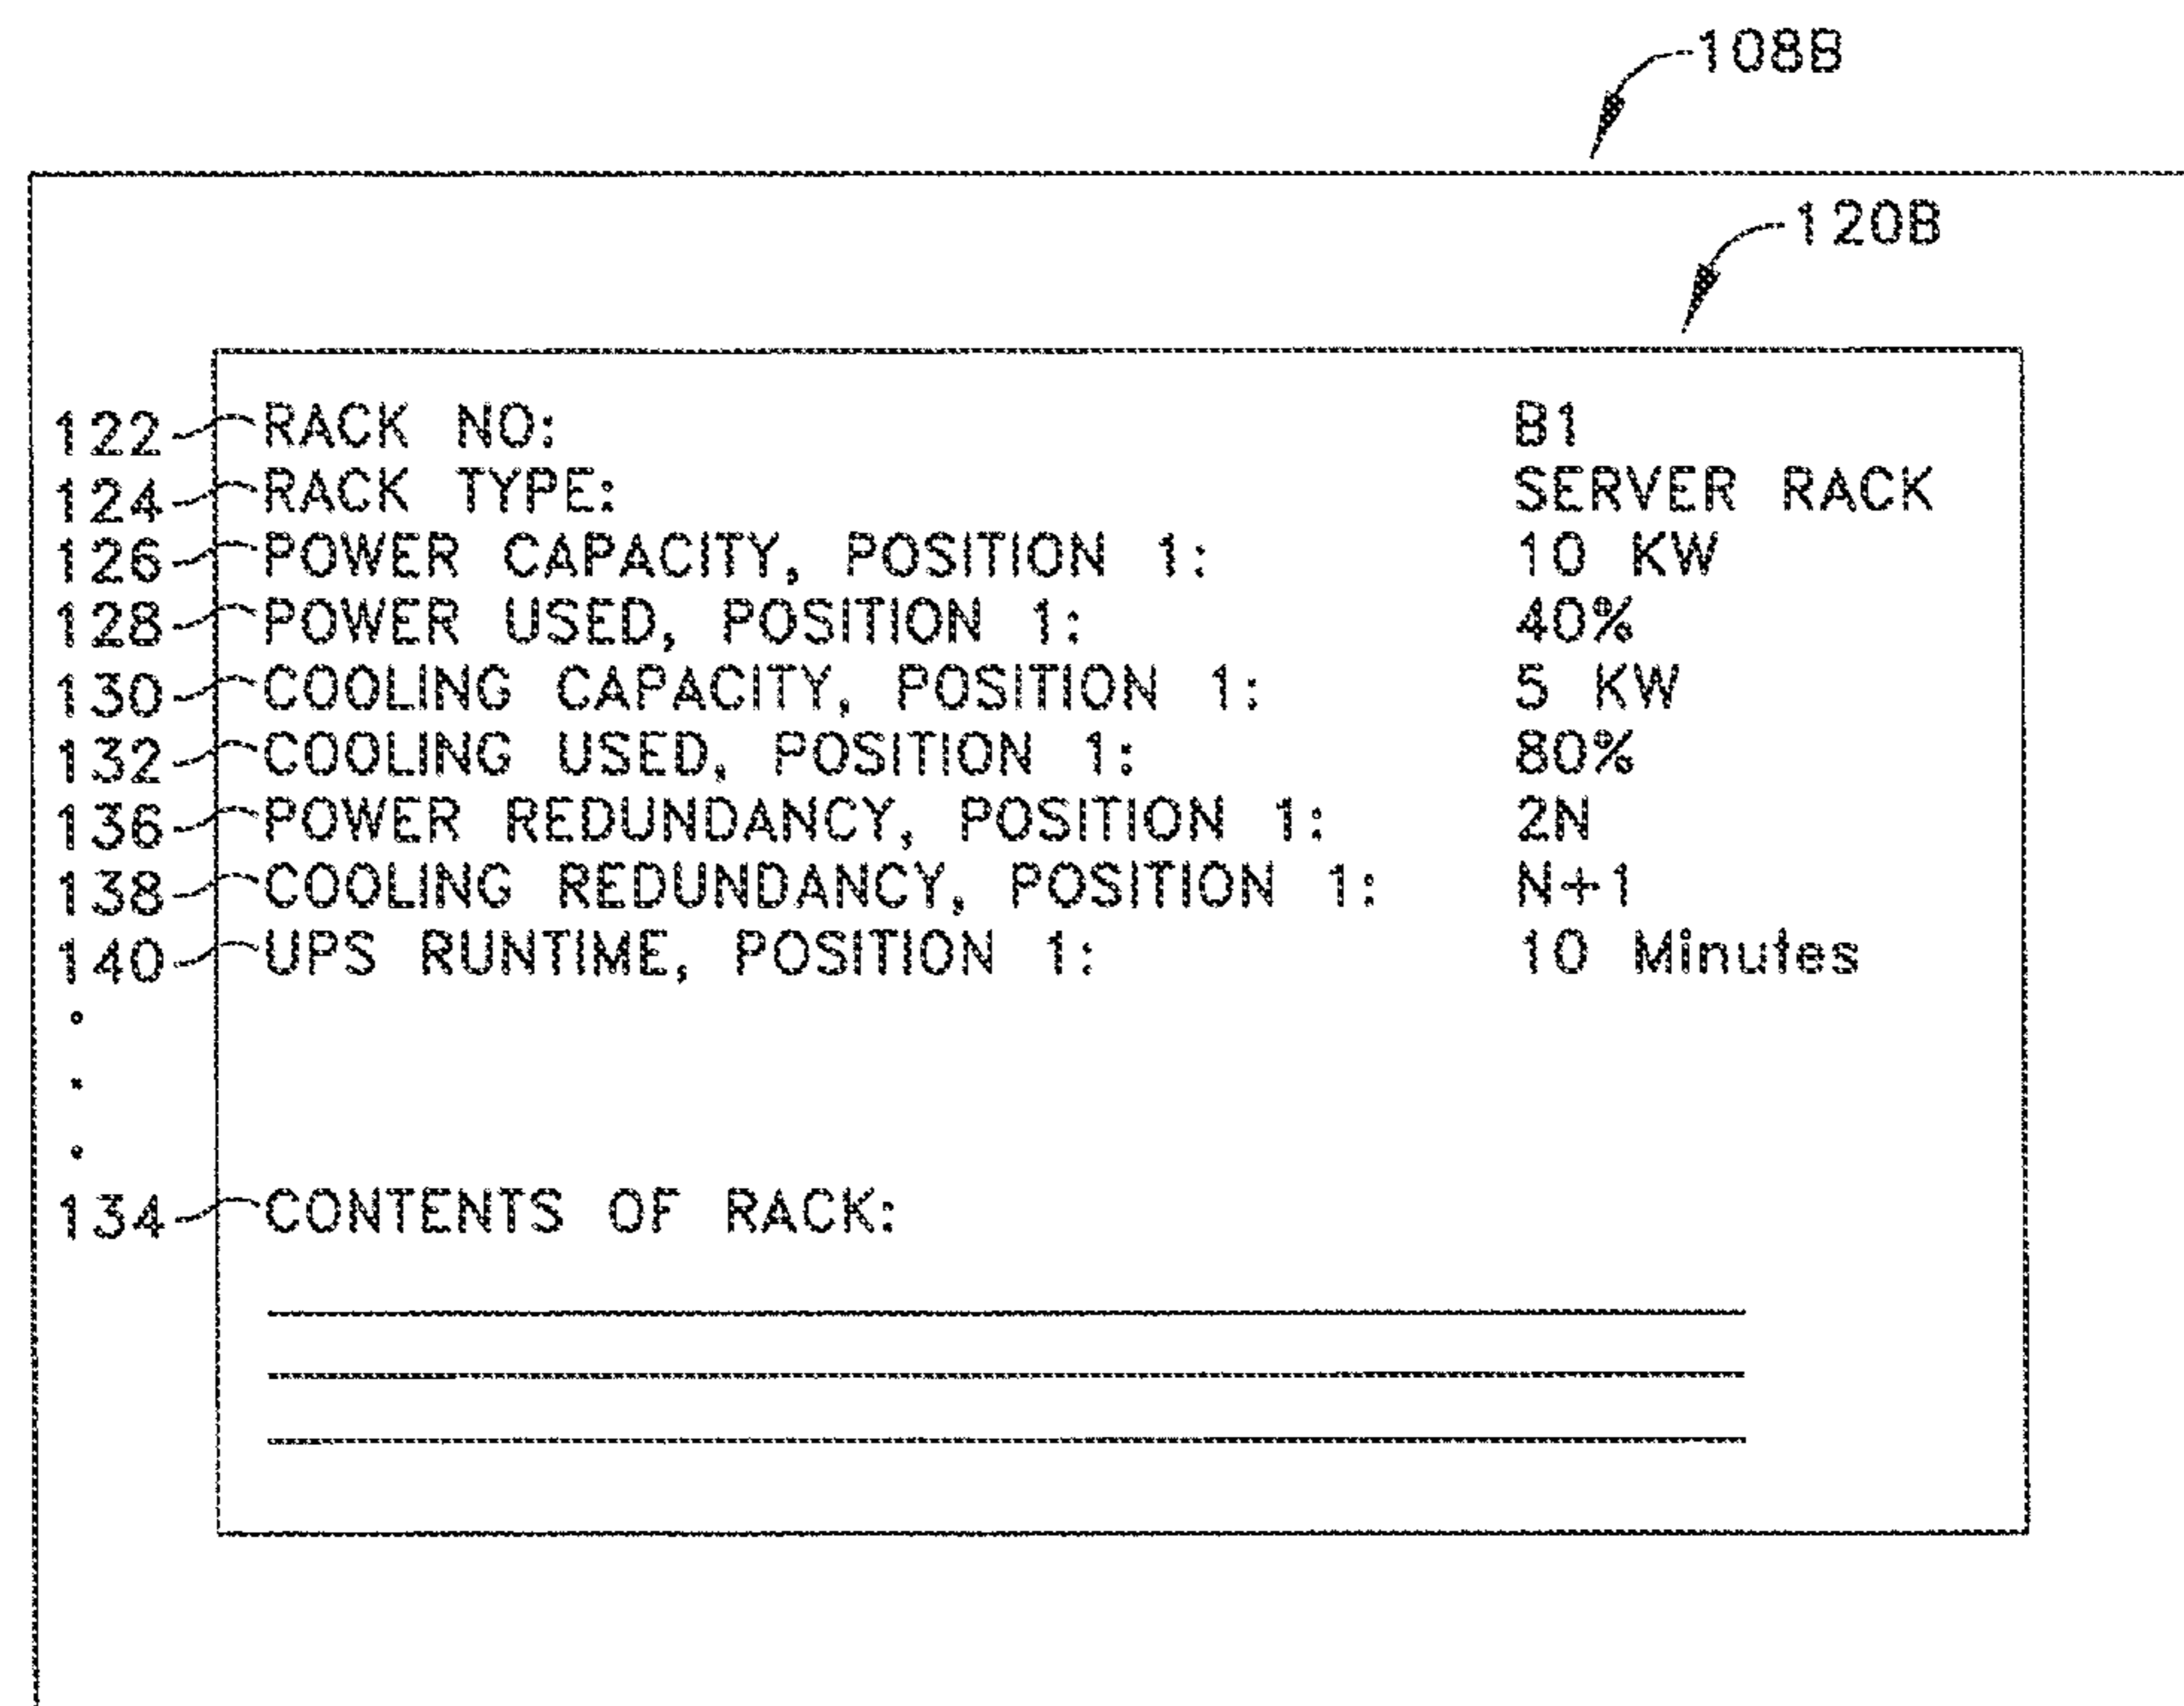 108B
120B
122 RACK NO: B1
124 RACK TYPE: SERVER RACK
126 POWER CAPACITY, POSITION 1: 10 KW
128 POWER USED, POSITION 1: 40%
130 COOLING CAPACITY, POSITION 1: 5 KW
132 COOLING USED, POSITION 1: 80%
136 POWER REDUNDANCY, POSITION 1: 2N
138 COOLING REDUNDANCY, POSITION 1: N+1
140 UPS RUNTIME, POSITION 1: 10 Minutes
134 CONTENTS OF RACK: